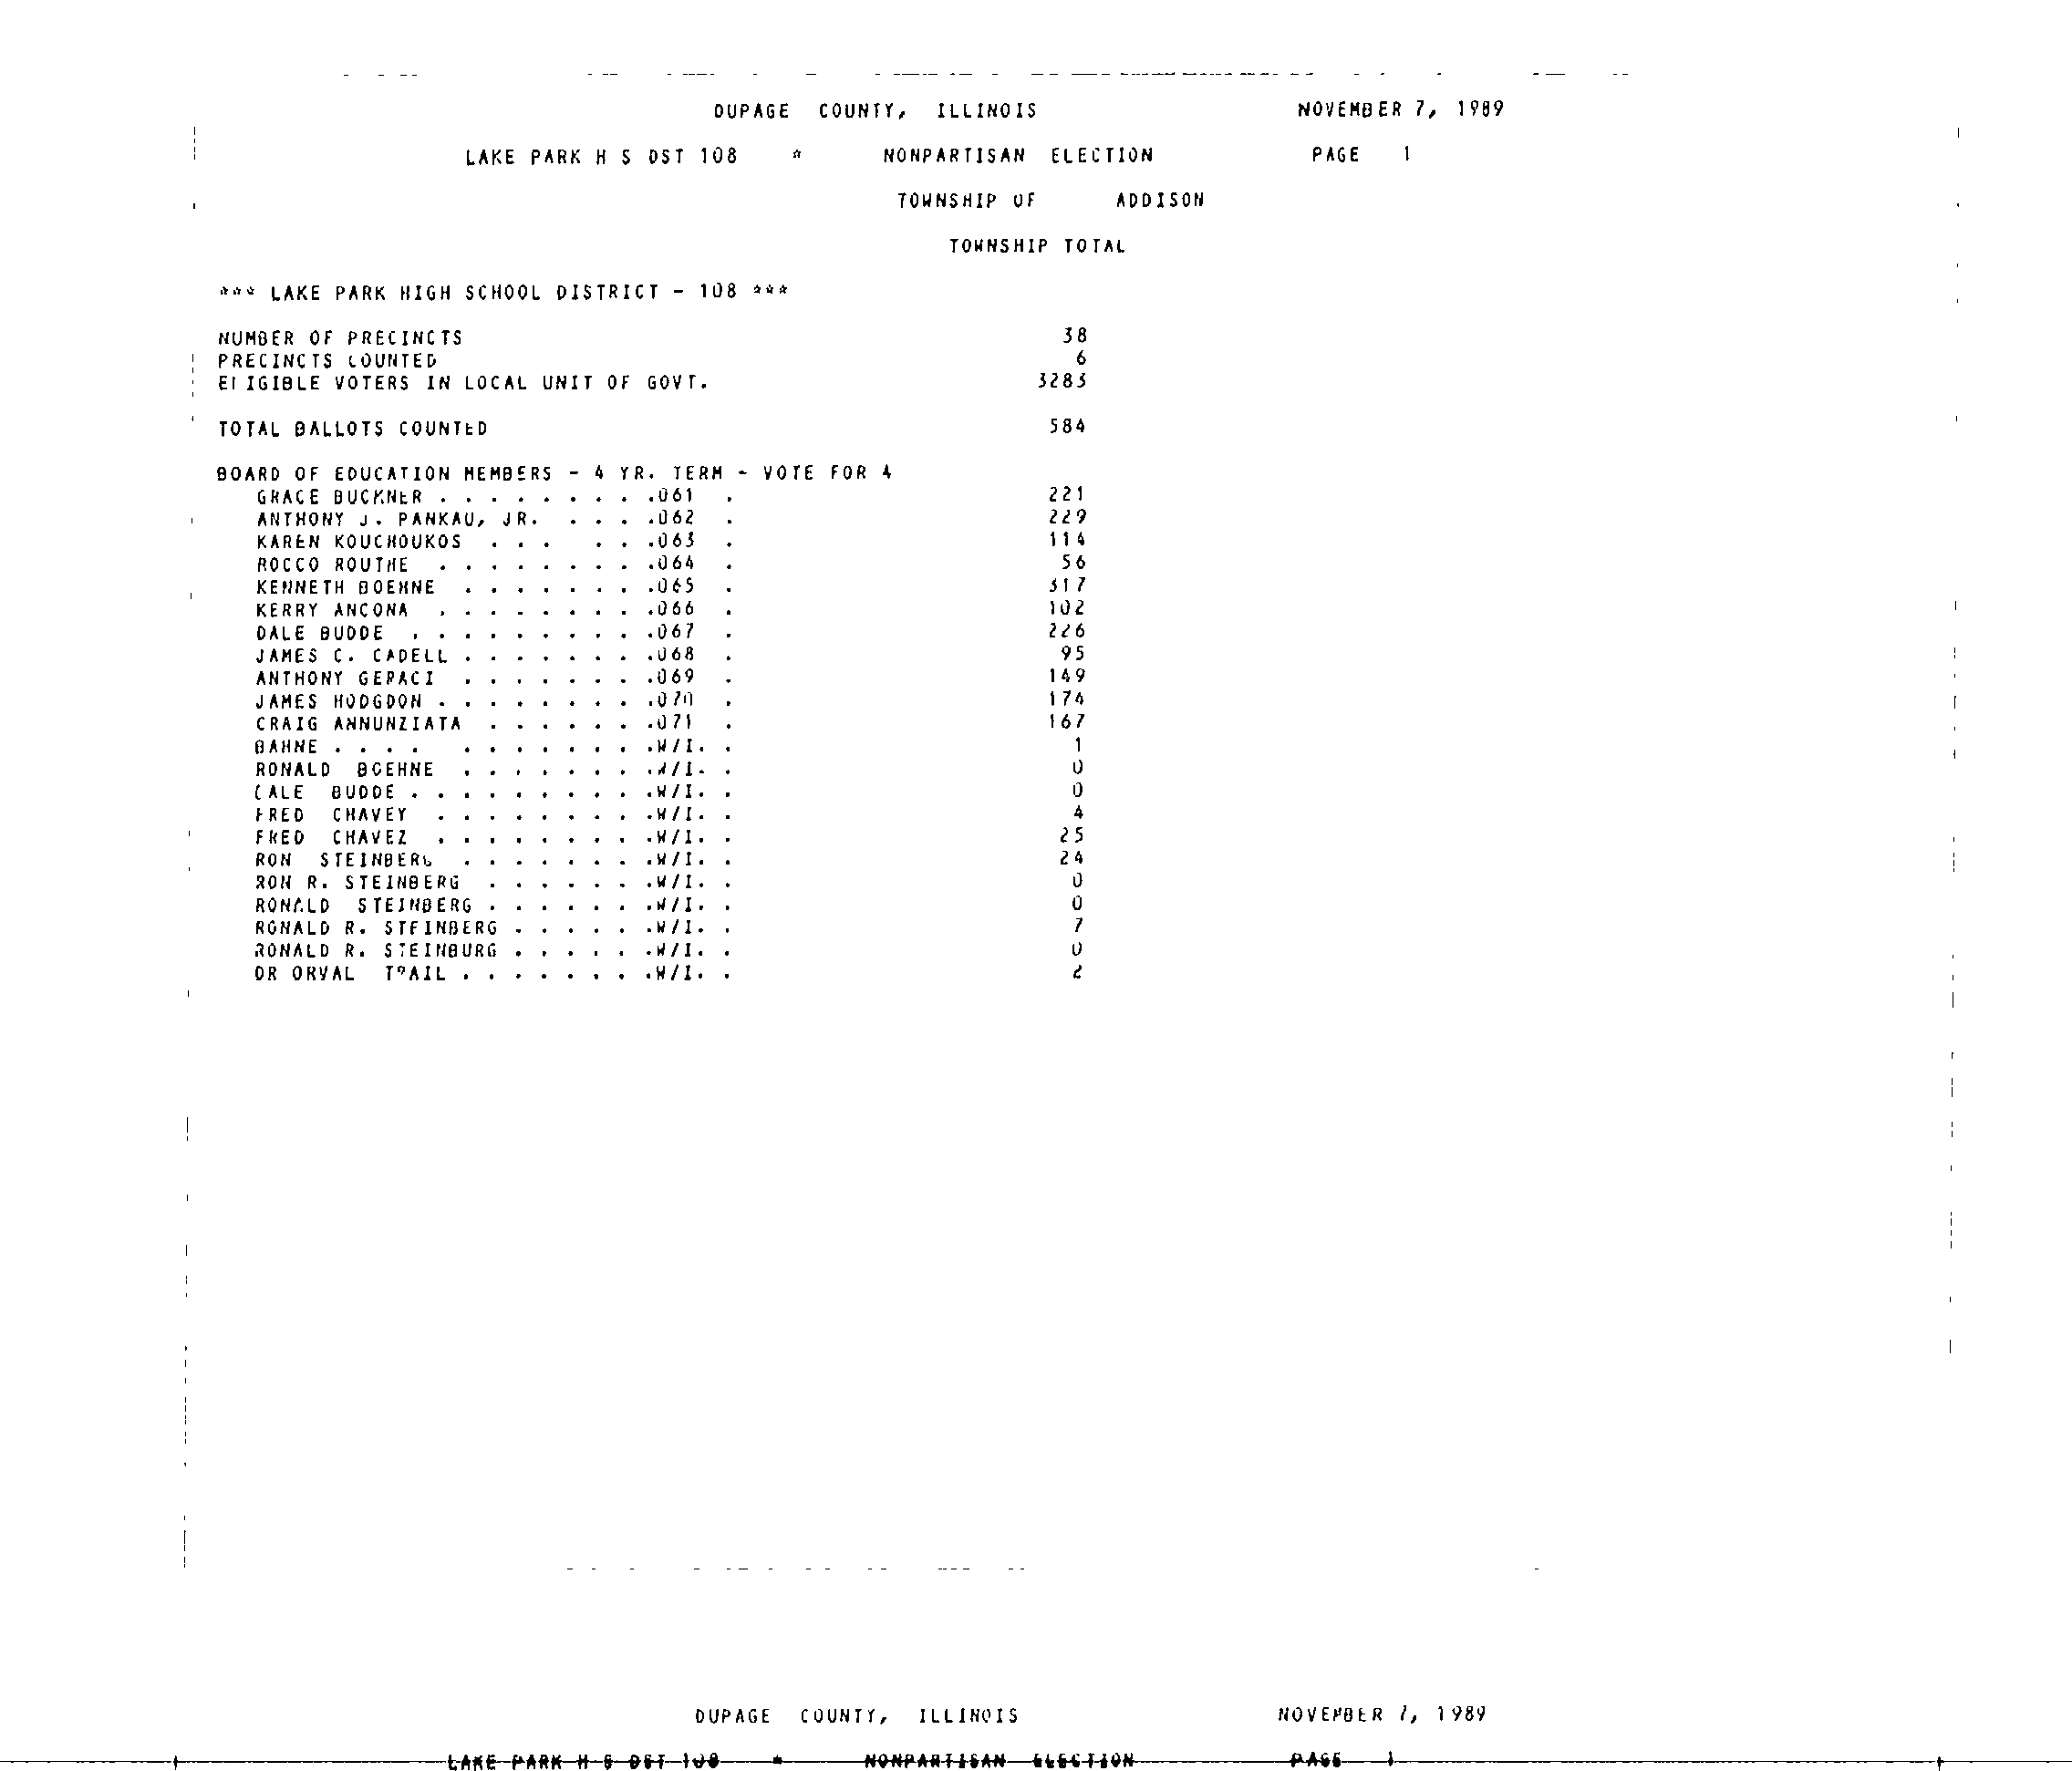 DUPAGE COUNTY, ILLINOIS NOVEMBER 7, 1989
LAKE PARK H S DST 108 * NONPARTISAN ELECTION PAGE 1
TOWNSHIP OF ADDISON
TOWNSHIP TOTAL
*** LAKE PARK HIGH SCHOOL DISTRICT - 108 ***
NUMBER OF PRECINCTS 38
PRECINCTS COUNTED 6
ELIGIBLE VOTERS IN LOCAL UNIT OF GOVT. 3283
TOTAL BALLOTS COUNTED 584
BOARD OF EDUCATION MEMBERS - 4 YR. TERM - VOTE FOR 4
GRACE BUCKNER . . . . . . . . .061 . 221
ANTHONY J. PANKAU, JR. . . . .062 . 229
KAREN KOUCHOUKOS . . . . . .063 . 114
ROCCO ROUTHE . . . . . . . . .064 . 56
KENNETH BOEHNE . . . . . . . .065 . 317
KERRY ANCONA . . . . . . . . .066 . 102
DALE BUDDE . . . . . . . . . .067 . 226
JAMES C. CADELL . . . . . . . .068 . 95
ANTHONY GERACI . . . . . . . .069 . 149
JAMES HODGDON . . . . . . . . .070 . 174
CRAIG ANNUNZIATA . . . . . . .071 . 167
BAHNE . . . . . . . . . . . .W/I. . 1
RONALD BOEHNE . . . . . . . .W/I. . 0
CALE BUDDE . . . . . . . . . .W/I. . 0
FRED CHAVEY . . . . . . . . .W/I. . 4
FRED CHAVEZ . . . . . . . . .W/I. . 25
RON STEINBERG . . . . . . . .W/I. . 24
RON R. STEINBERG . . . . . . .W/I. . 0
RONALD STEINBERG . . . . . . .W/I. . 0
RONALD R. STEINBERG . . . . . .W/I. . 7
RONALD R. STEINBURG . . . . . .W/I. . 0
DR ORVAL TRAIL . . . . . . . .W/I. . 2
DUPAGE COUNTY, ILLINOIS NOVEMBER 7, 1989
LAKE PARK H S DST 108 * NONPARTISAN ELECTION PAGE 1